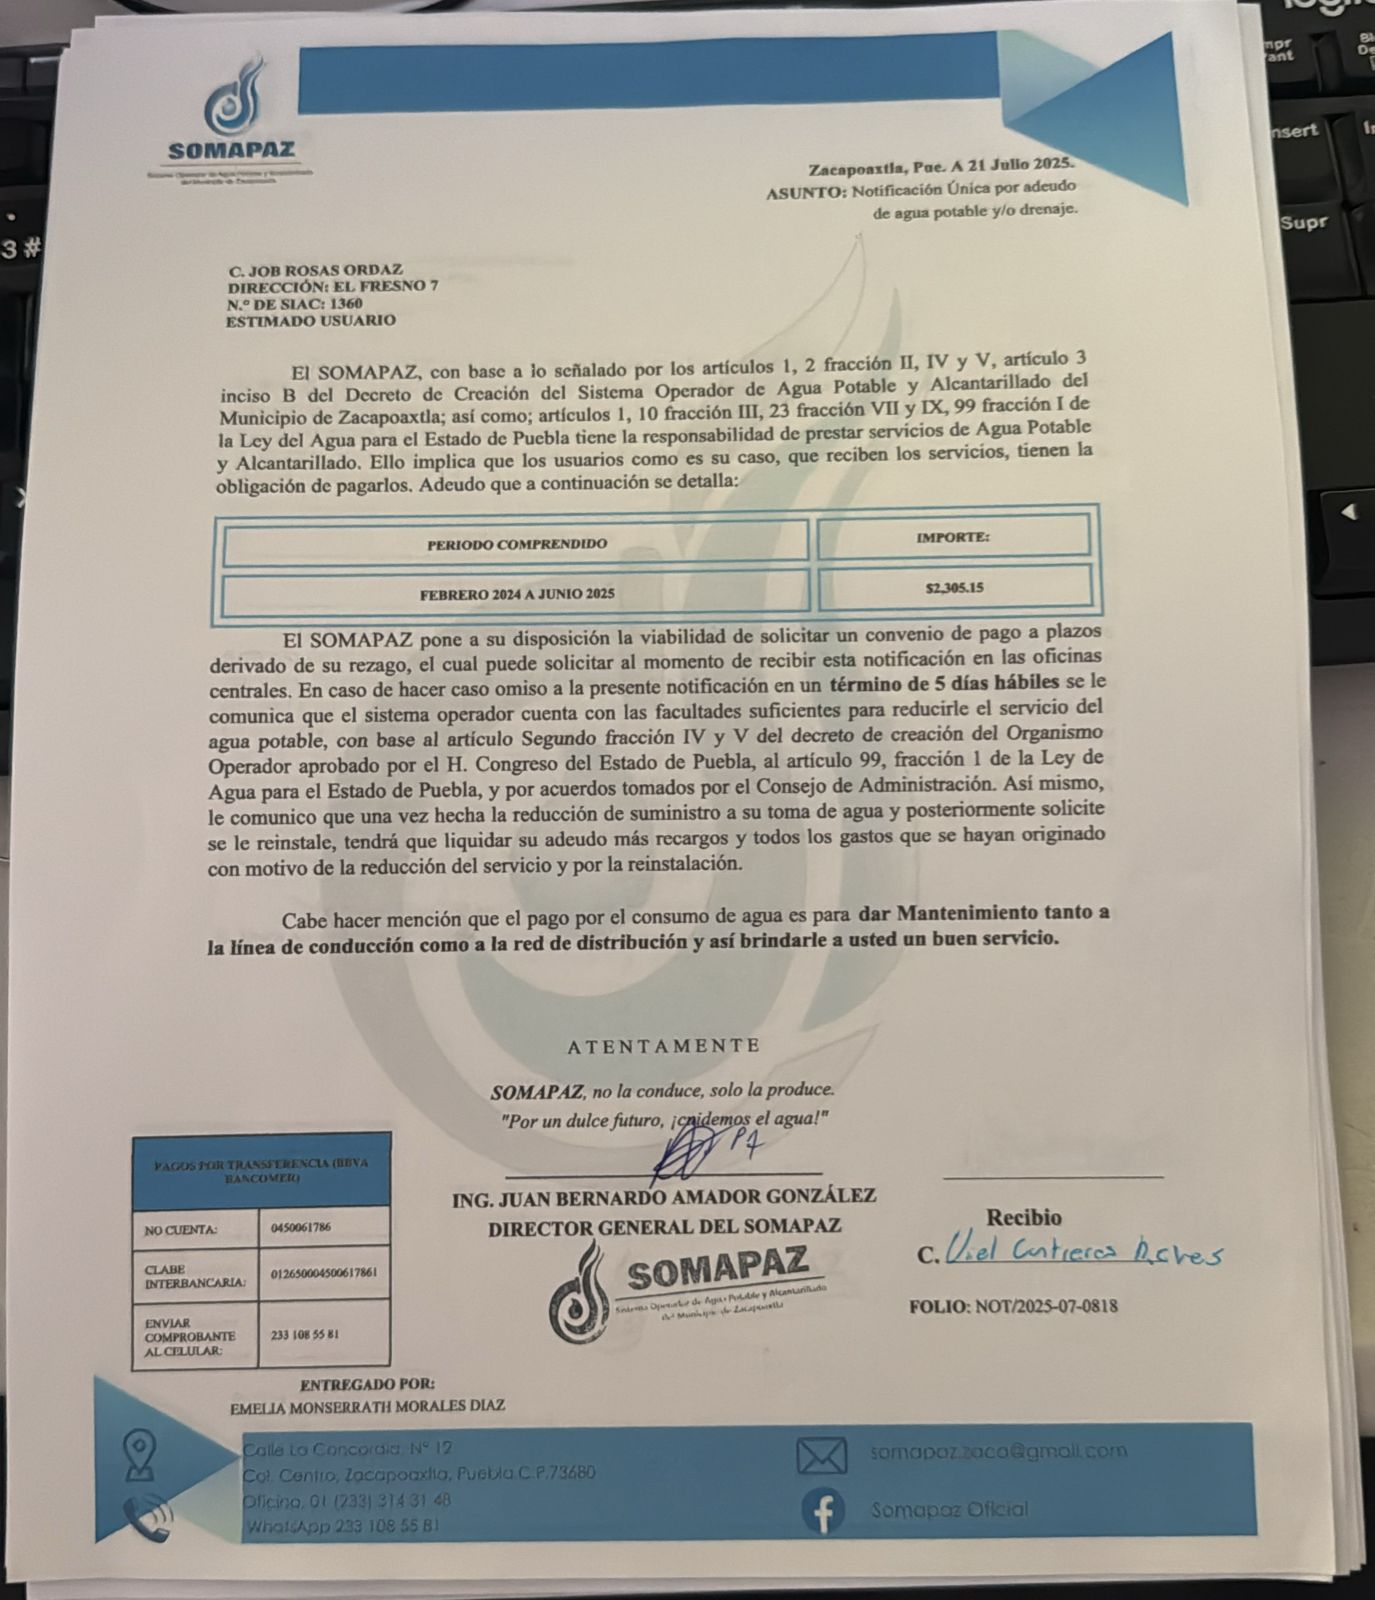 SOMAPAZ
Sistema Operador de Agua Potable y Alcantarillado
del Municipio de Zacapoaxtla
Zacapoaxtla, Pue. A 21 Julio 2025.
ASUNTO: Notificación Única por adeudo
de agua potable y/o drenaje.
C. JOB ROSAS ORDAZ
DIRECCIÓN: EL FRESNO 7
N.º DE SIAC: 1360
ESTIMADO USUARIO
El SOMAPAZ, con base a lo señalado por los artículos 1, 2 fracción II, IV y V, artículo 3
inciso B del Decreto de Creación del Sistema Operador de Agua Potable y Alcantarillado del
Municipio de Zacapoaxtla; así como; artículos 1, 10 fracción III, 23 fracción VII y IX, 99 fracción I de
la Ley del Agua para el Estado de Puebla tiene la responsabilidad de prestar servicios de Agua Potable
y Alcantarillado. Ello implica que los usuarios como es su caso, que reciben los servicios, tienen la
obligación de pagarlos. Adeudo que a continuación se detalla:
PERIODO COMPRENDIDO IMPORTE:
FEBRERO 2024 A JUNIO 2025 $2,305.15
El SOMAPAZ pone a su disposición la viabilidad de solicitar un convenio de pago a plazos
derivado de su rezago, el cual puede solicitar al momento de recibir esta notificación en las oficinas
centrales. En caso de hacer caso omiso a la presente notificación en un término de 5 días hábiles se le
comunica que el sistema operador cuenta con las facultades suficientes para reducirle el servicio del
agua potable, con base al artículo Segundo fracción IV y V del decreto de creación del Organismo
Operador aprobado por el H. Congreso del Estado de Puebla, al artículo 99, fracción 1 de la Ley de
Agua para el Estado de Puebla, y por acuerdos tomados por el Consejo de Administración. Así mismo,
le comunico que una vez hecha la reducción de suministro a su toma de agua y posteriormente solicite
se le reinstale, tendrá que liquidar su adeudo más recargos y todos los gastos que se hayan originado
con motivo de la reducción del servicio y por la reinstalación.
Cabe hacer mención que el pago por el consumo de agua es para dar Mantenimiento tanto a
la línea de conducción como a la red de distribución y así brindarle a usted un buen servicio.
ATENTAMENTE
SOMAPAZ, no la conduce, solo la produce.
"Por un dulce futuro, ¡cuidemos el agua!"
ING. JUAN BERNARDO AMADOR GONZÁLEZ
DIRECTOR GENERAL DEL SOMAPAZ
SOMAPAZ
Sistema Operador de Agua Potable y Alcantarillado
del Municipio de Zacapoaxtla
Recibio
C. Uriel Contreras
FOLIO: NOT/2025-07-0818
PAGOS POR TRANSFERENCIA (BBVA
BANCOMER)
NO CUENTA: 0450061786
CLABE
INTERBANCARIA: 012650004500617861
ENVIAR
COMPROBANTE
AL CELULAR: 233 108 55 81
ENTREGADO POR:
EMELIA MONSERRATH MORALES DIAZ
Calle La Concordia, Nº 12
Col. Centro, Zacapoaxtla, Puebla C.P.73680
Oficina, 01 (233) 314 31 48
WhatsApp 233 108 55 81
somapaz.zaca@gmail.com
Somapaz Oficial
3 #
nsert
Supr